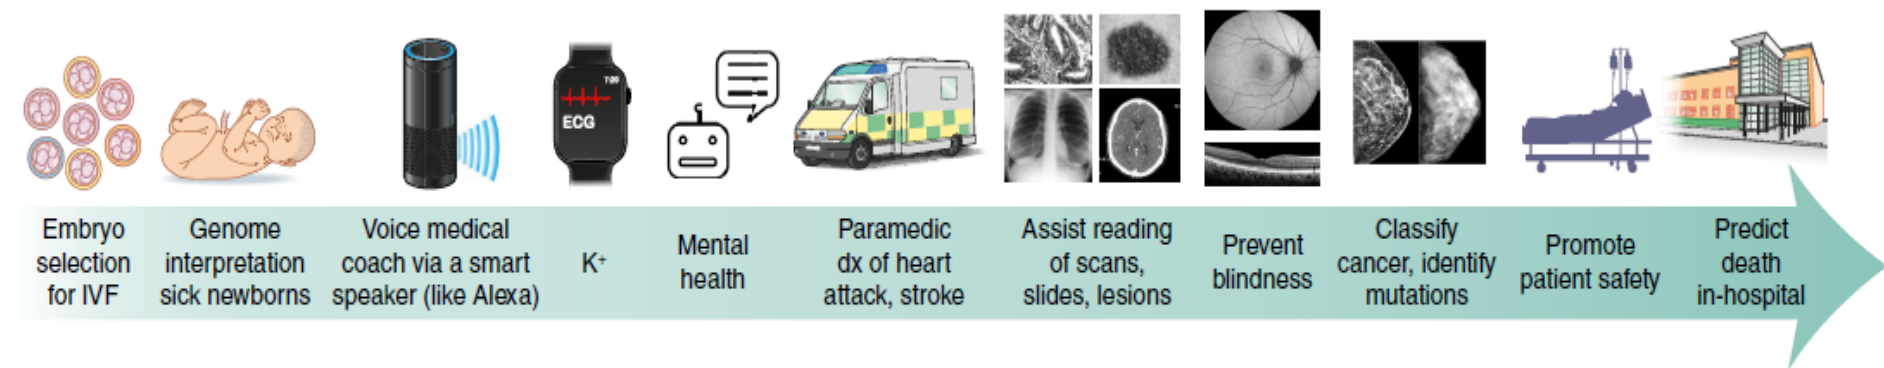 7:00
ECG
Embryo
selection
for IVF
Genome
interpretation
sick newborns
Voice medical
coach via a smart
speaker (like Alexa)
K⁺
Mental
health
Paramedic
dx of heart
attack, stroke
Assist reading
of scans,
slides, lesions
Prevent
blindness
Classify
cancer, identify
mutations
Promote
patient safety
Predict
death
in-hospital